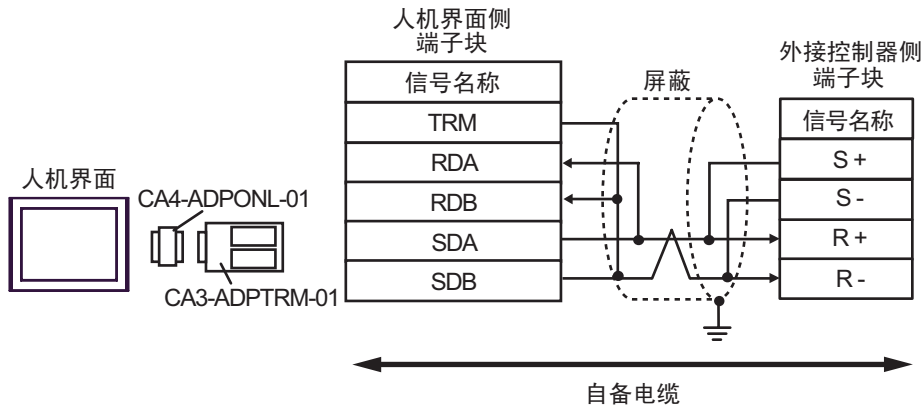 人机界面
CA4-ADPONL-01
CA3-ADPTRM-01
人机界面侧
端子块
信号名称
TRM
RDA
RDB
SDA
SDB
屏蔽
外接控制器侧
端子块
信号名称
S +
S -
R +
R -
自备电缆